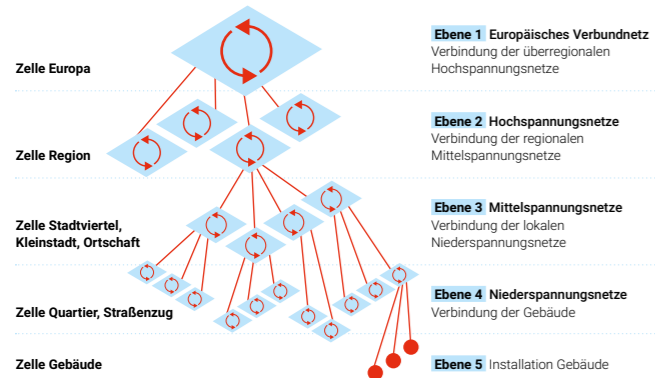 Zelle Europa
Ebene 1 Europäisches Verbundnetz
Verbindung der überregionalen
Hochspannungsnetze
Zelle Region
Ebene 2 Hochspannungsnetze
Verbindung der regionalen
Mittelspannungsnetze
Zelle Stadtviertel,
Kleinstadt, Ortschaft
Ebene 3 Mittelspannungsnetze
Verbindung der lokalen
Niederspannungsnetze
Zelle Quartier, Straßenzug
Ebene 4 Niederspannungsnetze
Verbindung der Gebäude
Zelle Gebäude
Ebene 5 Installation Gebäude